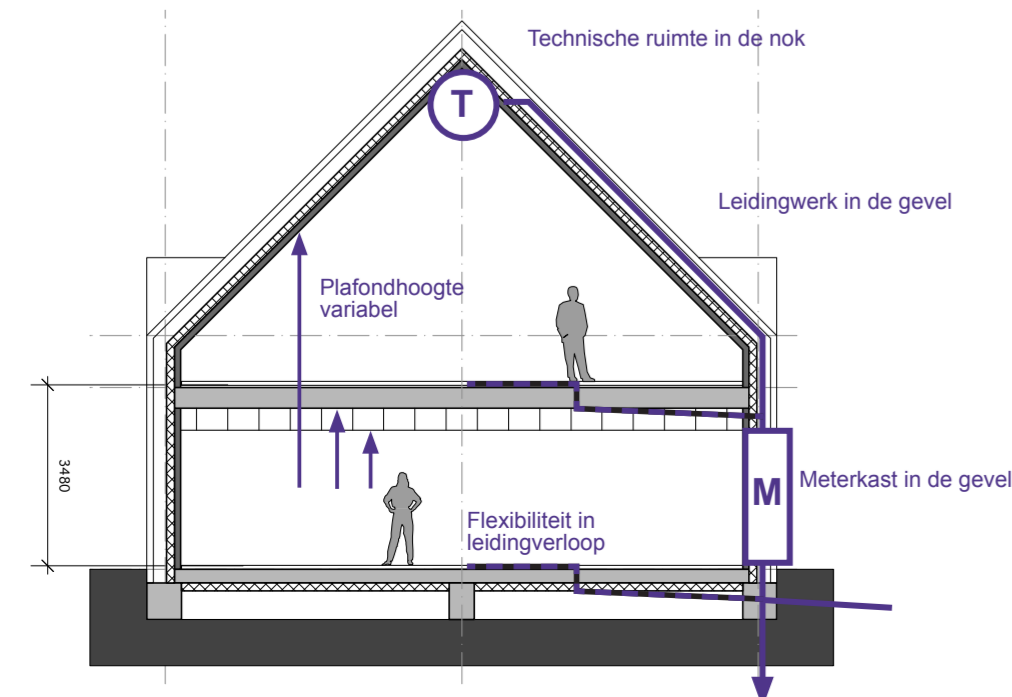 Technische ruimte in de nok
T
Leidingwerk in de gevel
Plafondhoogte
variabel
3480
Meterkast in de gevel
M
Flexibiliteit in
leidingverloop